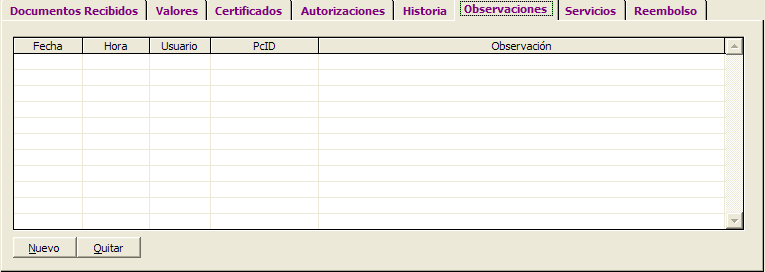 Documentos Recibidos Valores Certificados Autorizaciones Historia Observaciones Servicios Reembolso
Fecha Hora Usuario PcID Observación
Nuevo Quitar